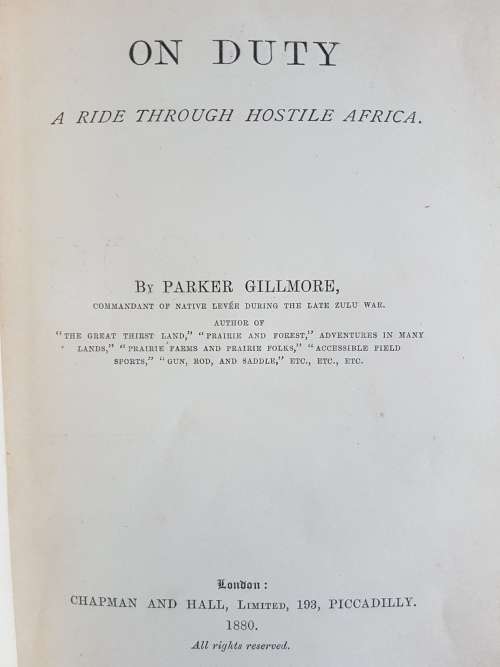 ON DUTY
A RIDE THROUGH HOSTILE AFRICA.
By PARKER GILLMORE,
COMMANDANT OF NATIVE LEVÉE DURING THE LATE ZULU WAR.
AUTHOR OF
"THE GREAT THIRST LAND," "PRAIRIE AND FOREST," ADVENTURES IN MANY
LANDS," "PRAIRIE FARMS AND PRAIRIE FOLKS," "ACCESSIBLE FIELD
SPORTS," "GUN, ROD, AND SADDLE," ETC., ETC., ETC.
London:
CHAPMAN AND HALL, LIMITED, 193, PICCADILLY.
1880.
All rights reserved.